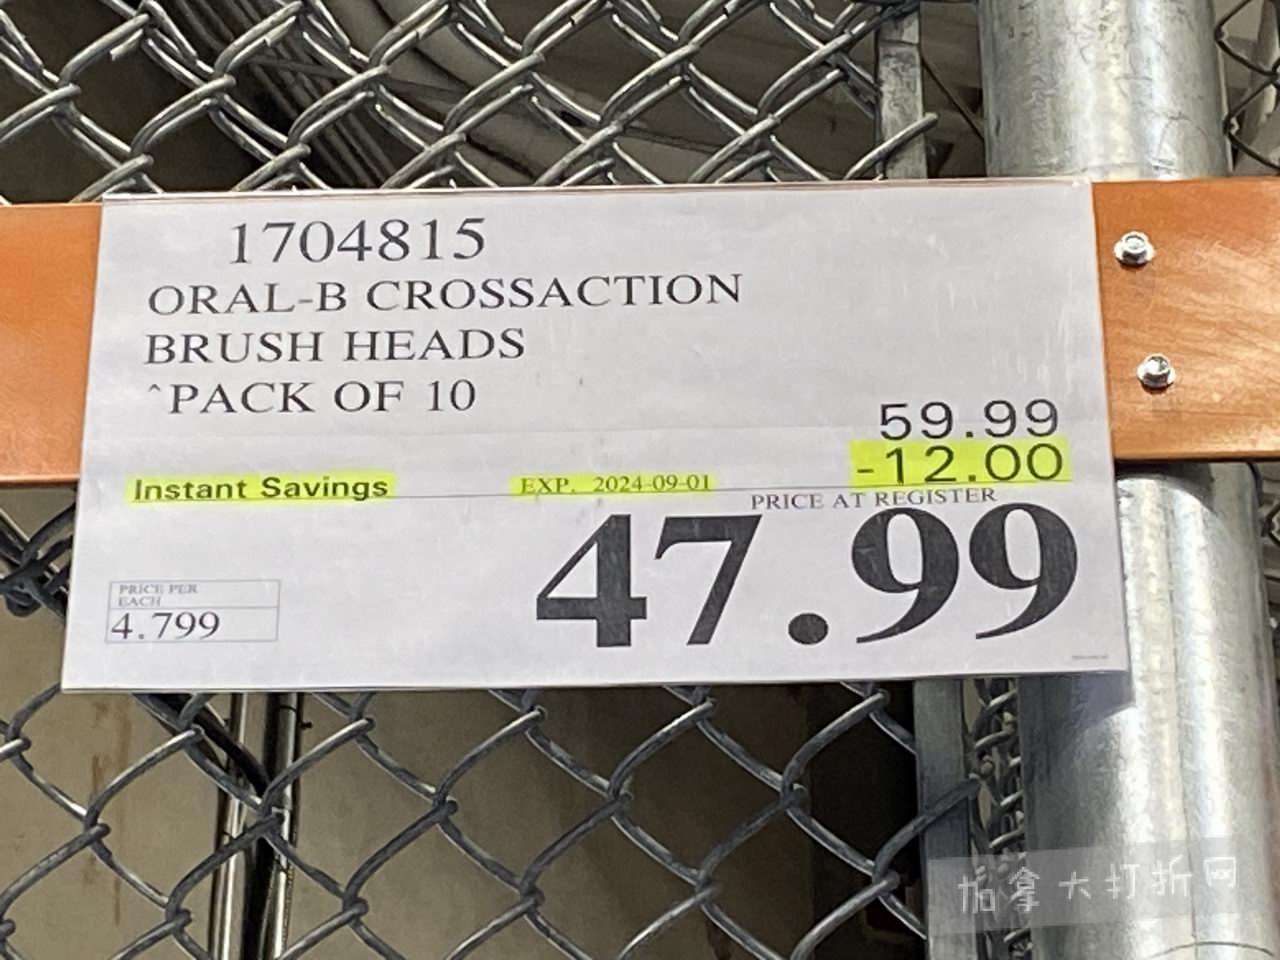 1704815
ORAL-B CROSSACTION
BRUSH HEADS
^PACK OF 10
59.99
-12.00
Instant Savings EXP. 2024-09-01
PRICE AT REGISTER
47.99
PRICE PER
EACH
4.799
加拿大打折网